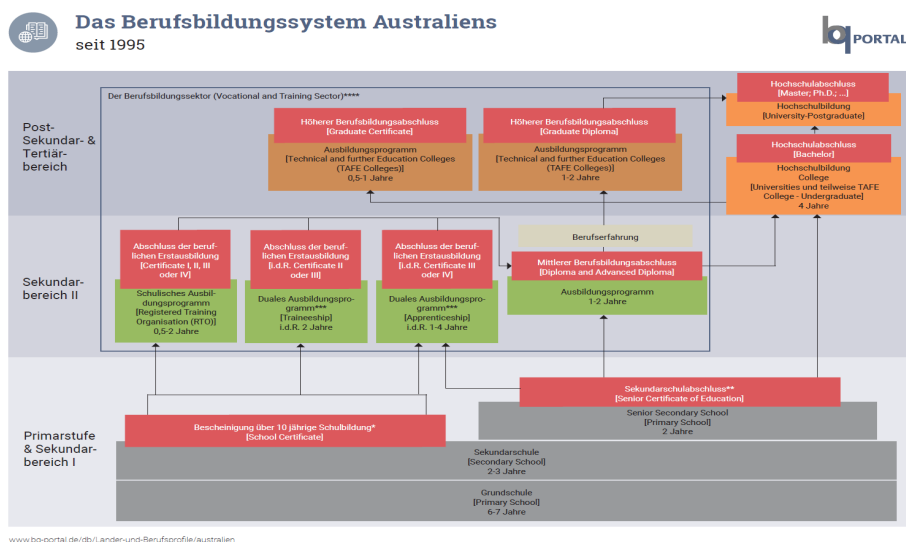 Das Berufsbildungssystem Australiens
seit 1995
bq PORTAL
Der Berufsbildungssektor (Vocational and Training Sector)****
Post-
Sekundar- &
Tertiär-
bereich
Höherer Berufsbildungsabschluss
[Graduate Certificate]
Ausbildungsprogramm
[Technical and further Education Colleges
(TAFE Colleges)]
0,5-1 Jahre
Höherer Berufsbildungsabschluss
[Graduate Diploma]
Ausbildungsprogramm
[Technical and further Education Colleges
(TAFE Colleges)]
1-2 Jahre
Hochschulabschluss
[Master; Ph.D.; ...]
Hochschulbildung
[University-Postgraduate]
Hochschulabschluss
[Bachelor]
Hochschulbildung
College
[Universities und teilweise TAFE
College - Undergraduate]
4 Jahre
Sekundar-
bereich II
Abschluss der beruf-
lichen Erstausbildung
[Certificate I, II, III
oder IV]
Schulisches Ausbil-
dungsprogramm
[Registered Training
Organisation (RTO)]
0,5-2 Jahre
Abschluss der beruf-
lichen Erstausbildung
[i.d.R. Certificate II
oder III]
Duales Ausbildungspro-
gramm***
[Traineeship]
i.d.R. 2 Jahre
Abschluss der beruf-
lichen Erstausbildung
[i.d.R. Certificate III
oder IV]
Duales Ausbildungspro-
gramm***
[Apprenticeship]
i.d.R. 1-4 Jahre
Berufserfahrung
Mittlerer Berufsbildungsabschluss
[Diploma and Advanced Diploma]
Ausbildungsprogramm
1-2 Jahre
Primarstufe
& Sekundar-
bereich I
Sekundarschulabschluss**
[Senior Certificate of Education]
Senior Secondary School
[Primary School]
2 Jahre
Bescheinigung über 10 jährige Schulbildung*
[School Certificate]
Sekundarschule
[Secondary School]
2-3 Jahre
Grundschule
[Primary School]
6-7 Jahre
www.bq-portal.de/db/Länder-und-Berufsprofile/australien